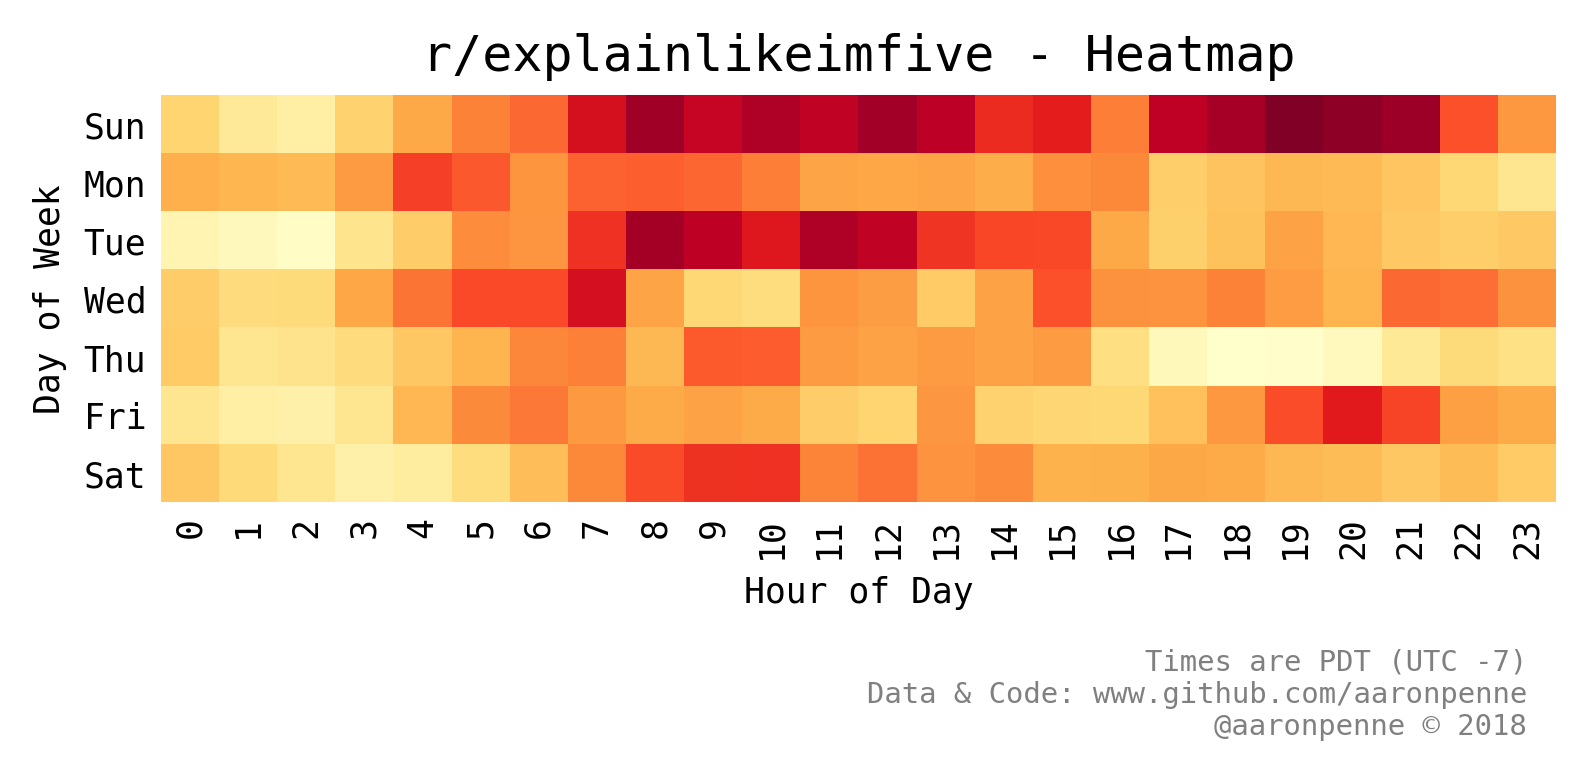 r/explainlikeimfive - Heatmap
Day of Week
Sun
Mon
Tue
Wed
Thu
Fri
Sat
0 1 2 3 4 5 6 7 8 9 10 11 12 13 14 15 16 17 18 19 20 21 22 23
Hour of Day
Times are PDT (UTC -7)
Data & Code: www.github.com/aaronpenne
@aaronpenne © 2018